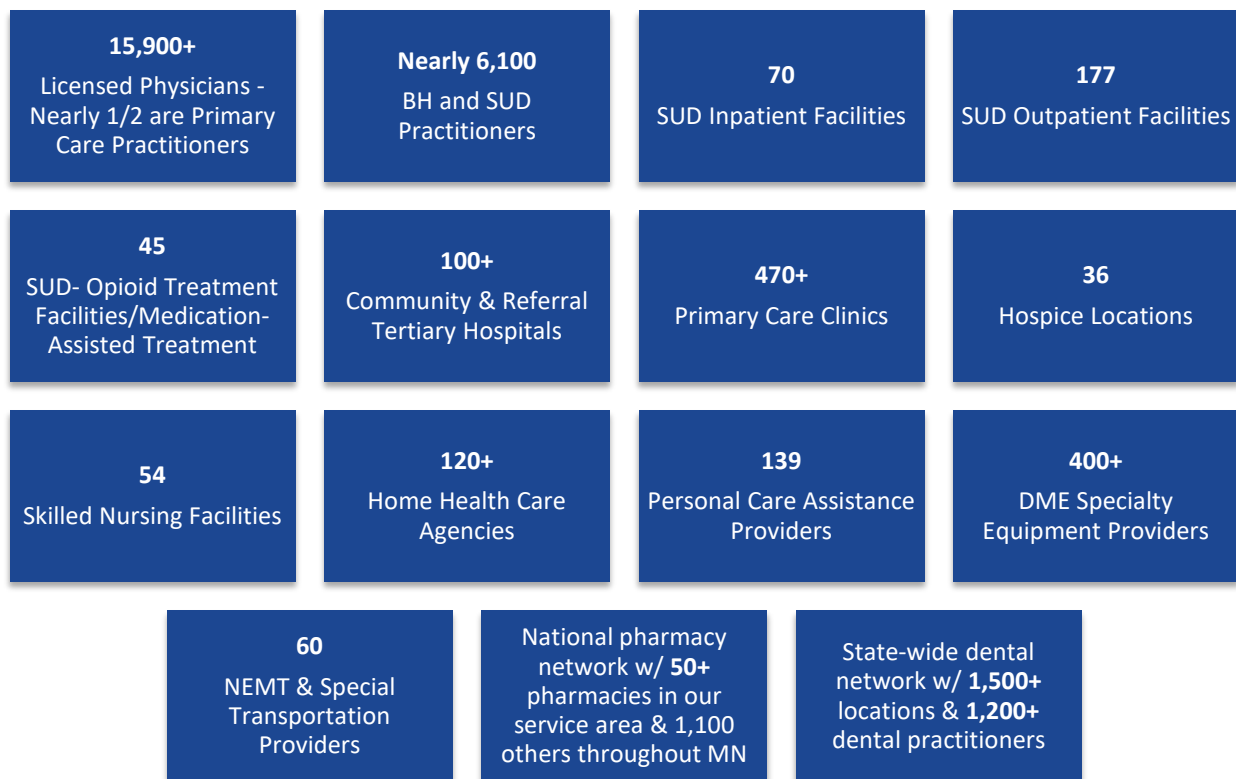 15,900+
Licensed Physicians -
Nearly 1/2 are Primary
Care Practitioners
Nearly 6,100
BH and SUD
Practitioners
70
SUD Inpatient Facilities
177
SUD Outpatient Facilities
45
SUD- Opioid Treatment
Facilities/Medication-
Assisted Treatment
100+
Community & Referral
Tertiary Hospitals
470+
Primary Care Clinics
36
Hospice Locations
54
Skilled Nursing Facilities
120+
Home Health Care
Agencies
139
Personal Care Assistance
Providers
400+
DME Specialty
Equipment Providers
60
NEMT & Special
Transportation
Providers
National pharmacy
network w/ 50+
pharmacies in our
service area & 1,100
others throughout MN
State-wide dental
network w/ 1,500+
locations & 1,200+
dental practitioners